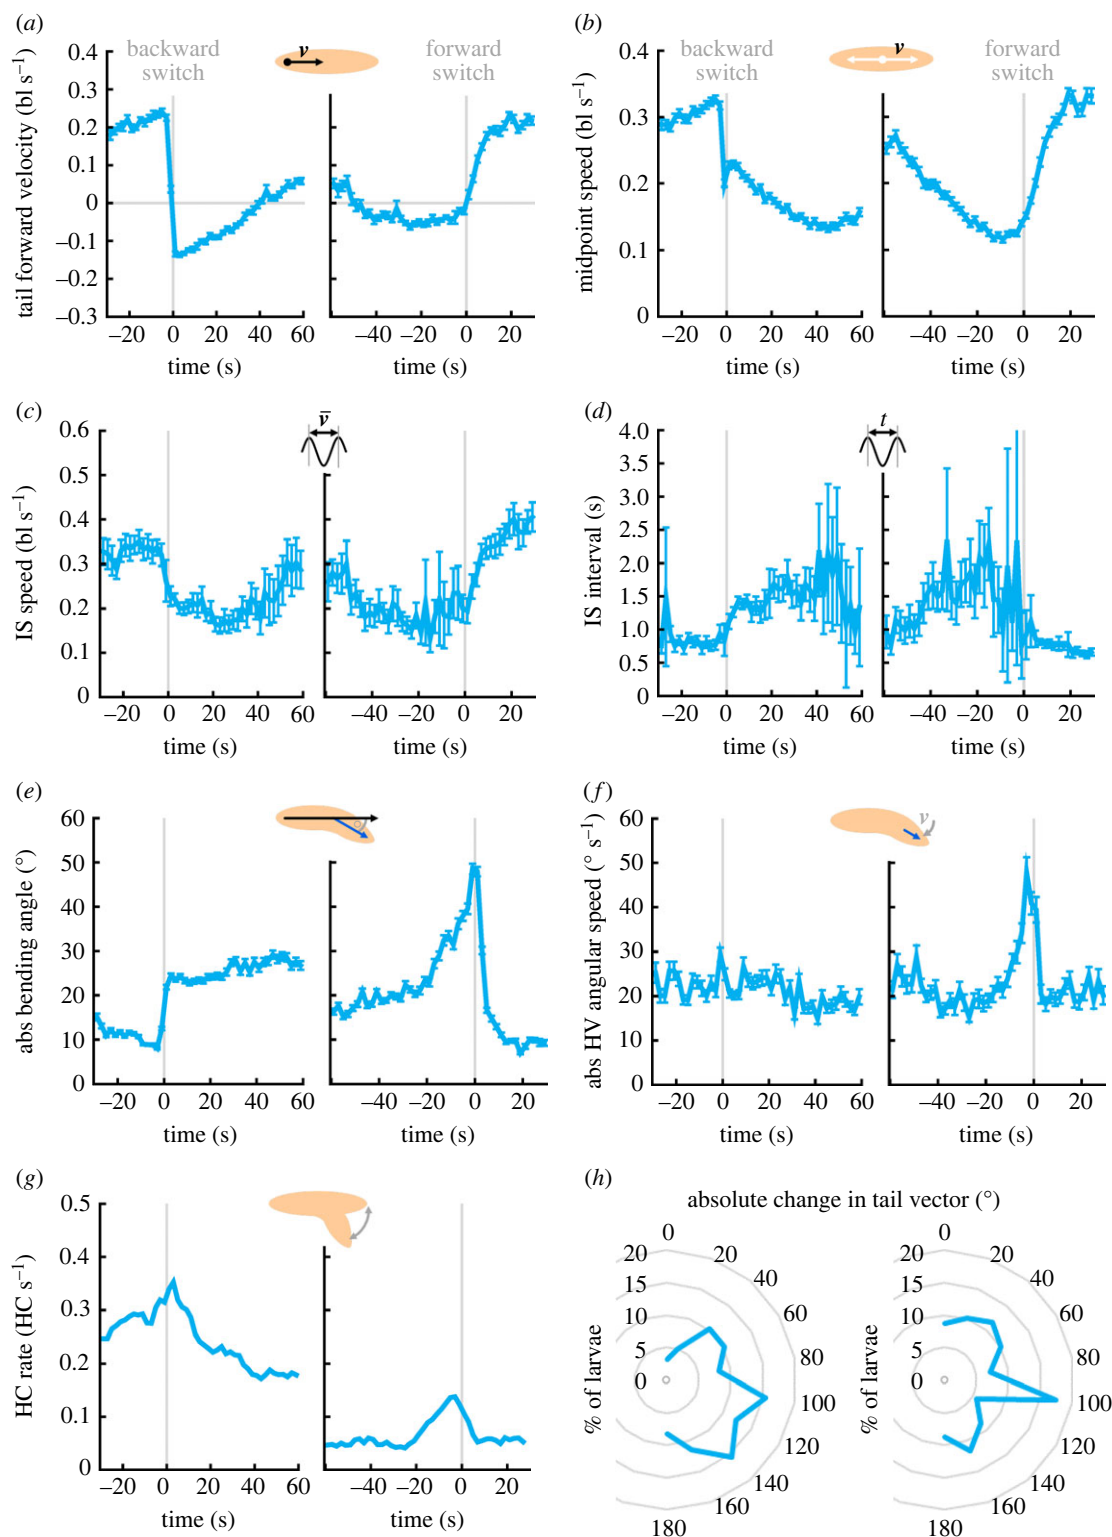 (a)
backward
switch
v
forward
switch
tail forward velocity (bl s⁻¹)
0.4
0.3
0.2
0.1
0
–0.1
–0.2
–0.3
–20 0 20 40 60
–40 –20 0 20
time (s)
time (s)
(b)
backward
switch
v
forward
switch
midpoint speed (bl s⁻¹)
0.4
0.3
0.2
0.1
0
–20 0 20 40 60
–40 –20 0 20
time (s)
time (s)
(c)
v̄
IS speed (bl s⁻¹)
0.6
0.5
0.4
0.3
0.2
0.1
0
–20 0 20 40 60
–40 –20 0 20
time (s)
time (s)
(d)
t
IS interval (s)
4.0
3.5
3.0
2.5
2.0
1.5
1.0
0.5
0
–20 0 20 40 60
–40 –20 0 20
time (s)
time (s)
(e)
abs bending angle (°)
60
50
40
30
20
10
0
–20 0 20 40 60
–40 –20 0 20
time (s)
time (s)
(f)
v
abs HV angular speed (° s⁻¹)
60
50
40
30
20
10
0
–20 0 20 40 60
–40 –20 0 20
time (s)
time (s)
(g)
HC rate (HC s⁻¹)
0.5
0.4
0.3
0.2
0.1
0
–20 0 20 40 60
–40 –20 0 20
time (s)
time (s)
(h)
absolute change in tail vector (°)
% of larvae
20
15
10
5
0
0
20
40
60
80
100
120
140
160
180
% of larvae
20
15
10
5
0
0
20
40
60
80
100
120
140
160
180